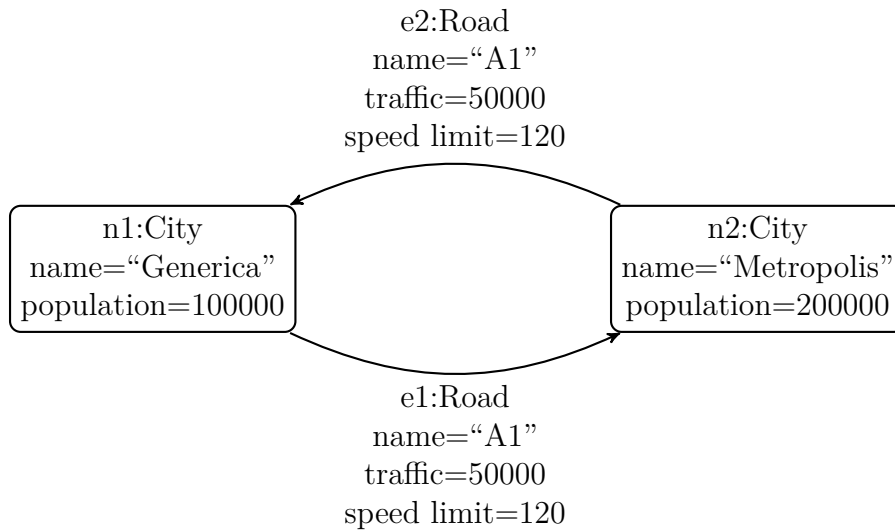 e2:Road
name=“A1”
traffic=50000
speed limit=120
n1:City
name=“Generica”
population=100000
n2:City
name=“Metropolis”
population=200000
e1:Road
name=“A1”
traffic=50000
speed limit=120